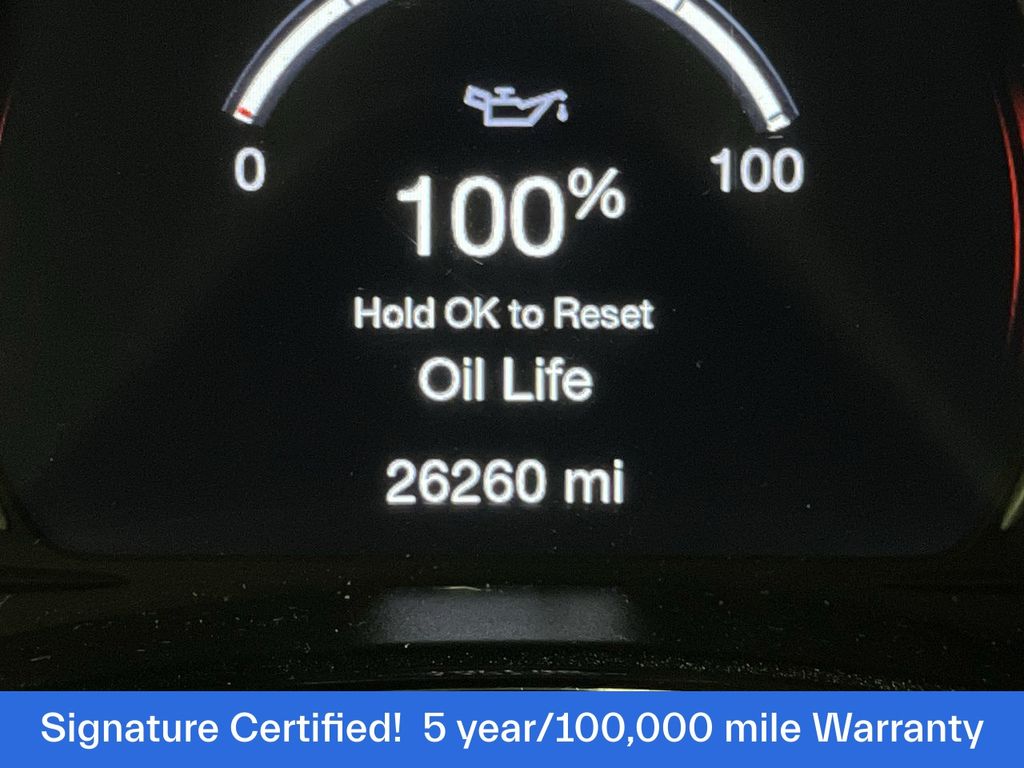 0
100
100%
Hold OK to Reset
Oil Life
26260 mi
Signature Certified! 5 year/100,000 mile Warranty